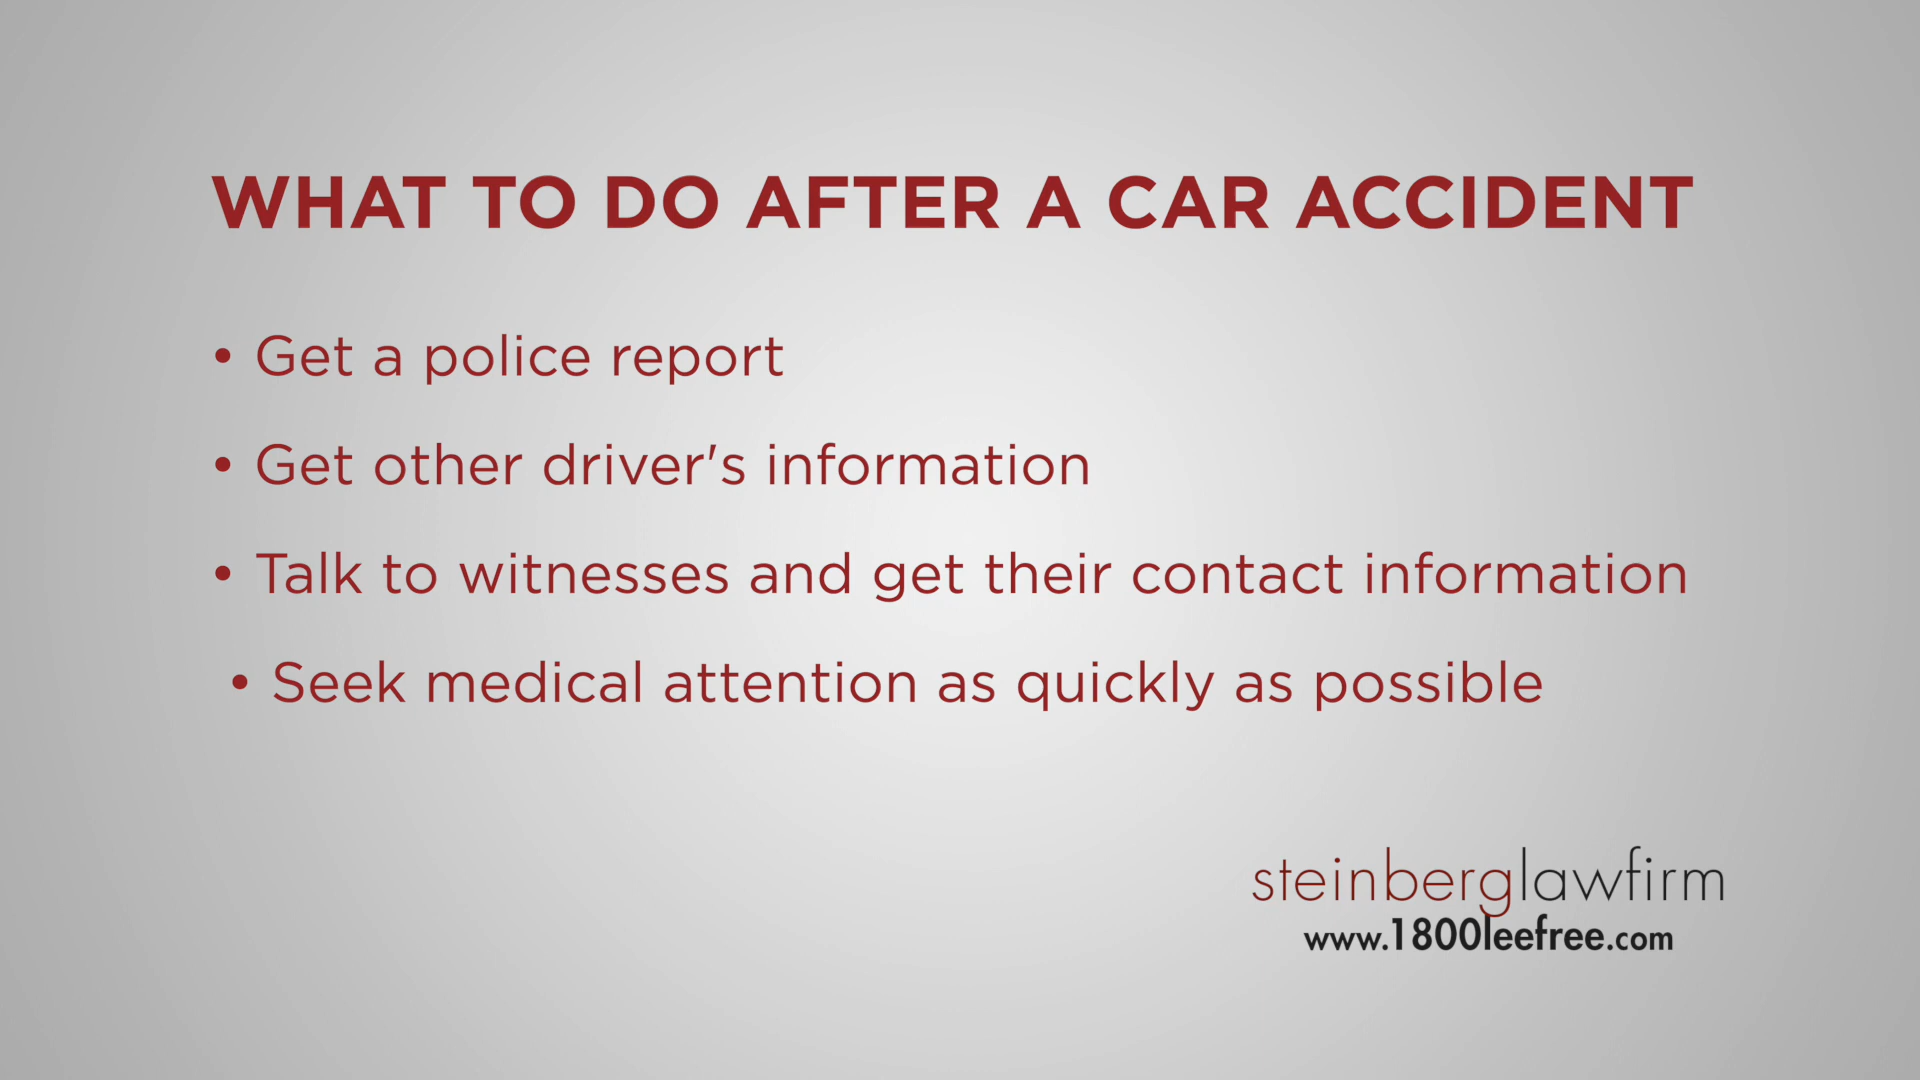 WHAT TO DO AFTER A CAR ACCIDENT
• Get a police report
• Get other driver's information
• Talk to witnesses and get their contact information
• Seek medical attention as quickly as possible
steinberglawfirm
www.1800leefree.com